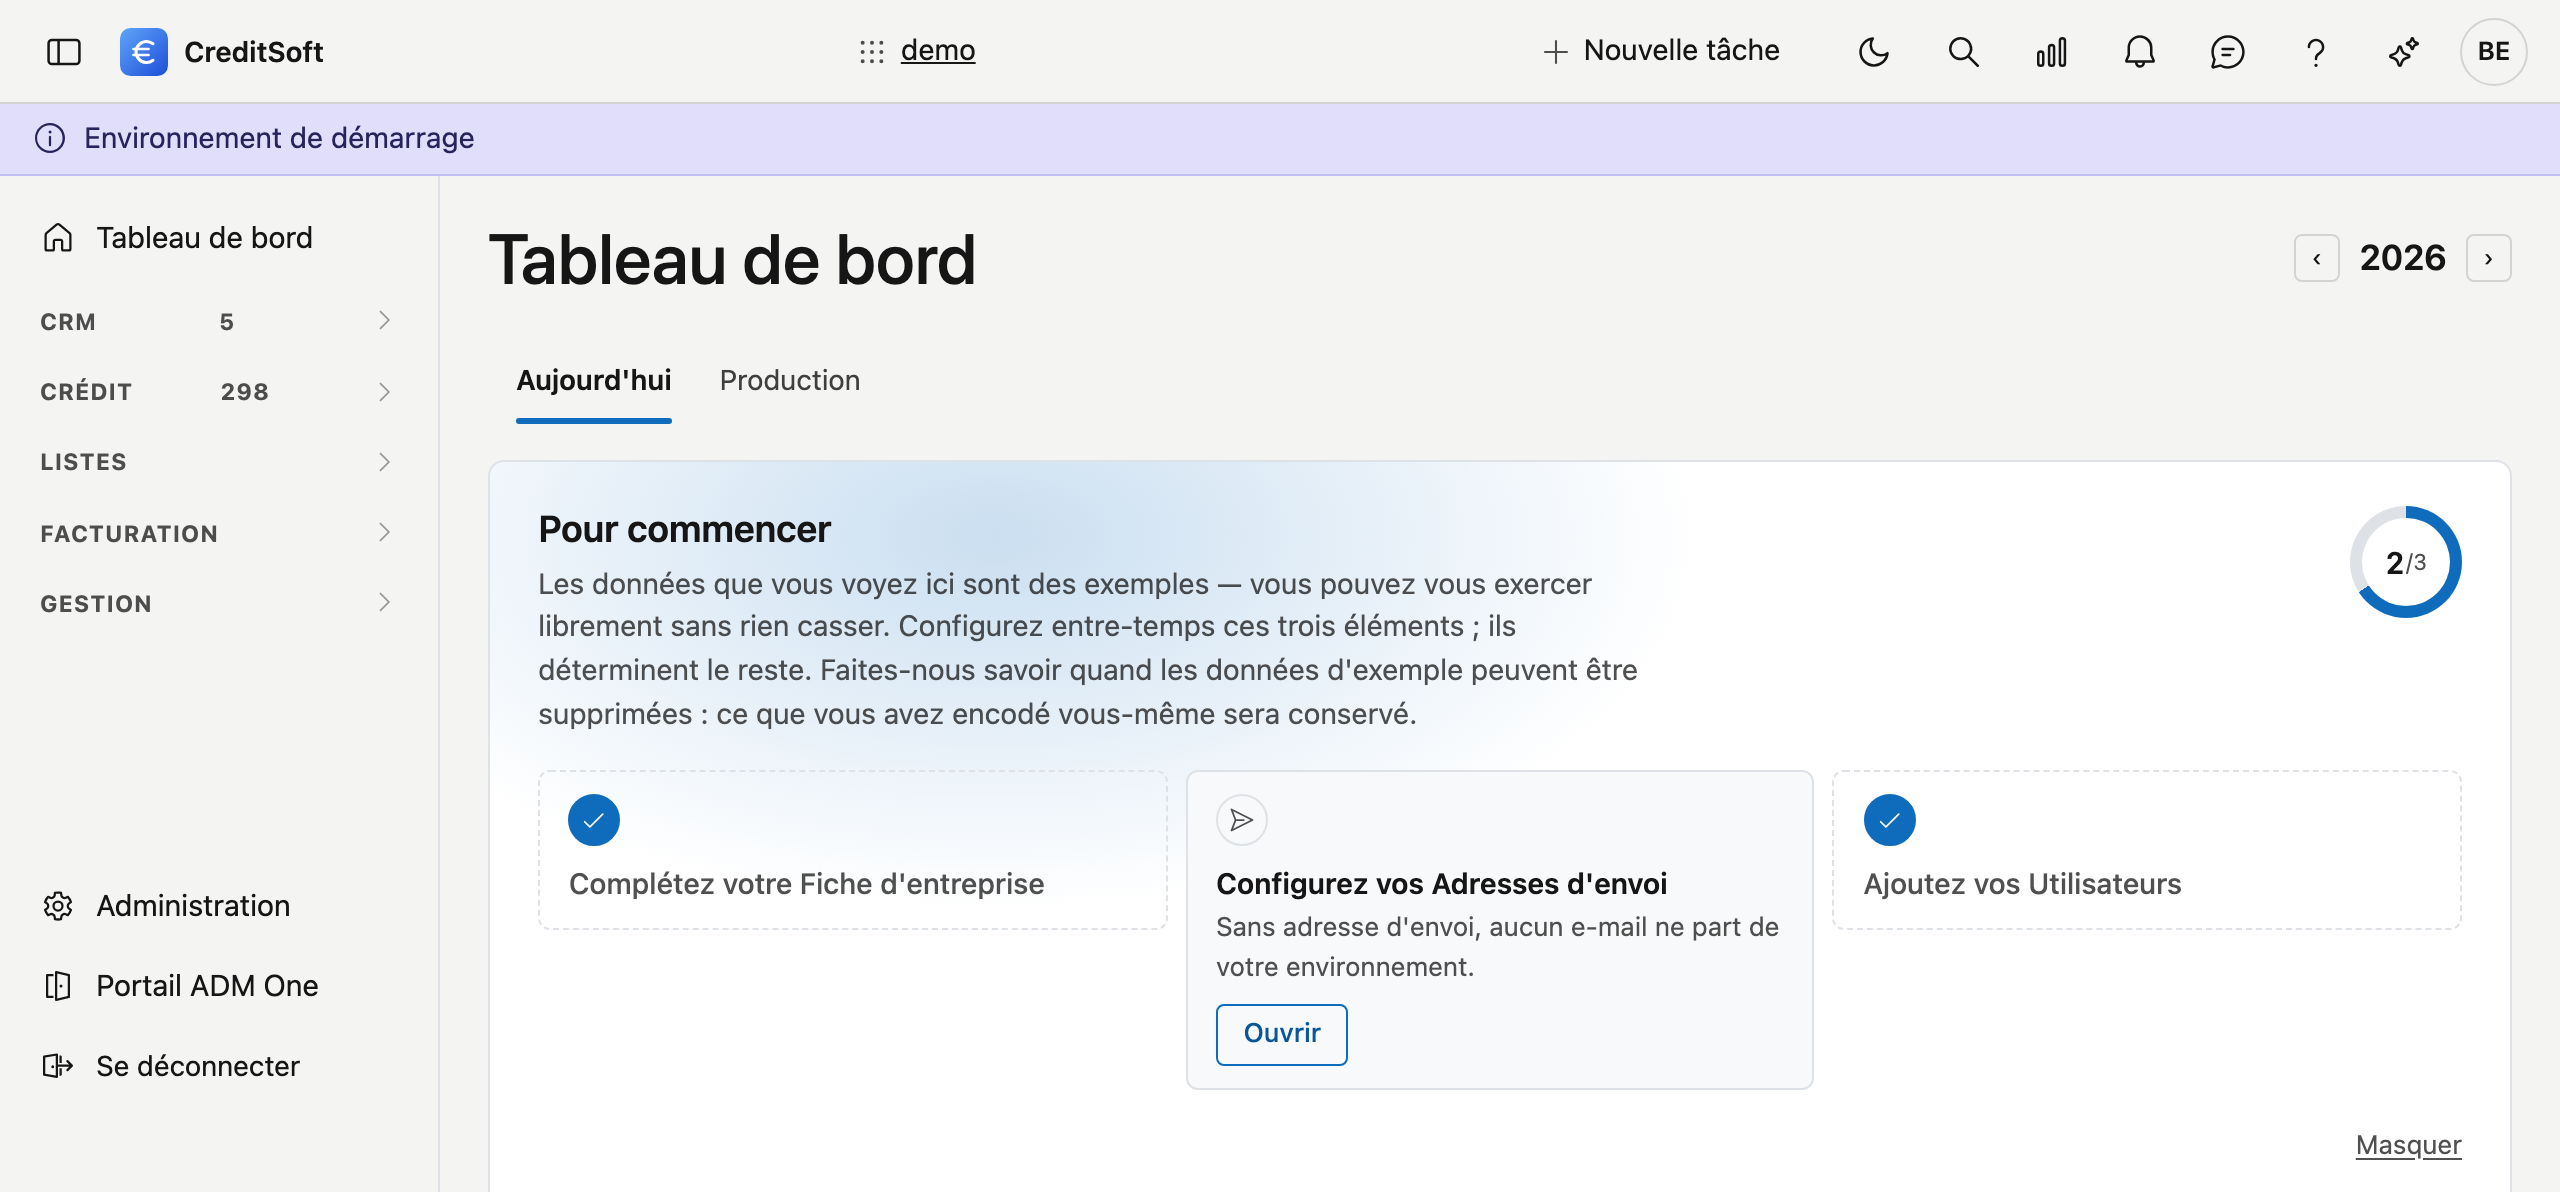 CreditSoft
demo
Nouvelle tâche
BE
Environnement de démarrage
Tableau de bord
CRM 5
CRÉDIT 298
LISTES
FACTURATION
GESTION
Administration
Portail ADM One
Se déconnecter
Tableau de bord
‹ 2026 ›
Aujourd'hui Production
Pour commencer
2/3
Les données que vous voyez ici sont des exemples — vous pouvez vous exercer
librement sans rien casser. Configurez entre-temps ces trois éléments ; ils
déterminent le reste. Faites-nous savoir quand les données d'exemple peuvent être
supprimées : ce que vous avez encodé vous-même sera conservé.
Complétez votre Fiche d'entreprise
Configurez vos Adresses d'envoi
Sans adresse d'envoi, aucun e-mail ne part de
votre environnement.
Ouvrir
Ajoutez vos Utilisateurs
Masquer